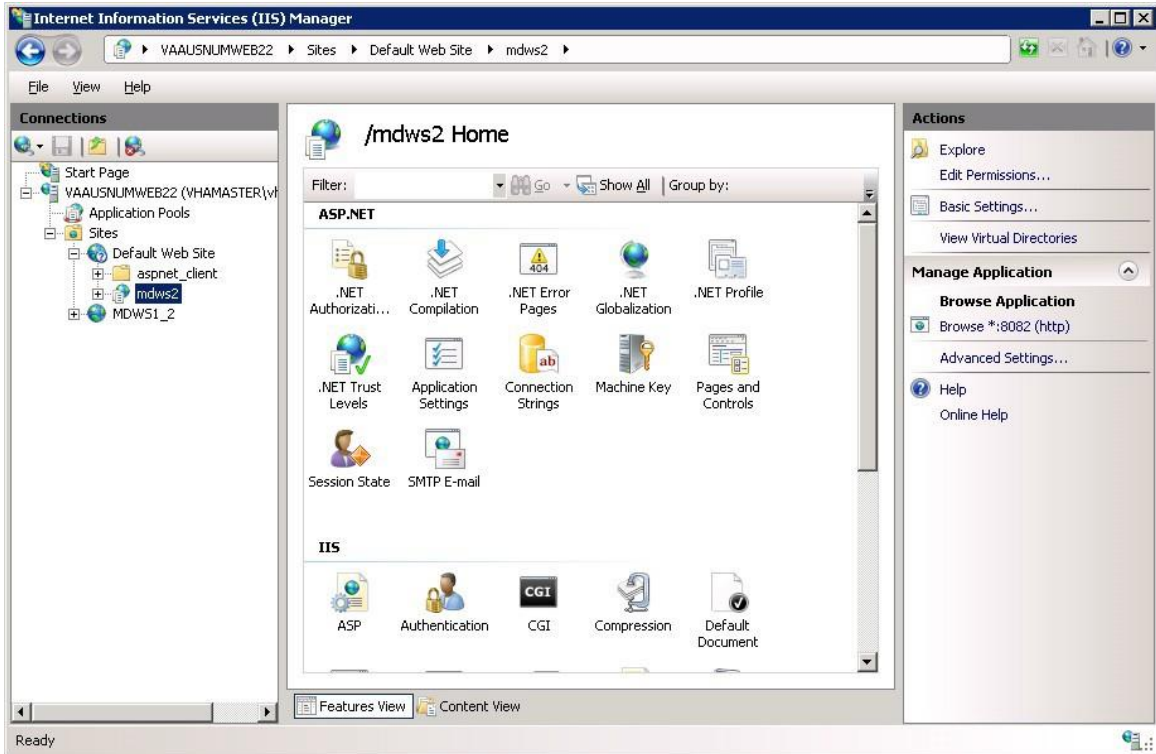 Internet Information Services (IIS) Manager
VAAUSNUMWEB22 Sites Default Web Site mdws2
File View Help
Connections
Start Page
VAAUSNUMWEB22 (VHAMASTER\vh
Application Pools
Sites
Default Web Site
aspnet_client
mdws2
MDWS1_2
/mdws2 Home
Filter: Go Show All Group by:
ASP.NET
404
ab
.NET Authorizati...
.NET Compilation
.NET Error Pages
.NET Globalization
.NET Profile
.NET Trust Levels
Application Settings
Connection Strings
Machine Key
Pages and Controls
Session State
SMTP E-mail
IIS
CGI
ASP
Authentication
CGI
Compression
Default Document
Features View Content View
Actions
Explore
Edit Permissions...
Basic Settings...
View Virtual Directories
Manage Application
Browse Application
Browse *:8082 (http)
Advanced Settings...
Help
Online Help
Ready